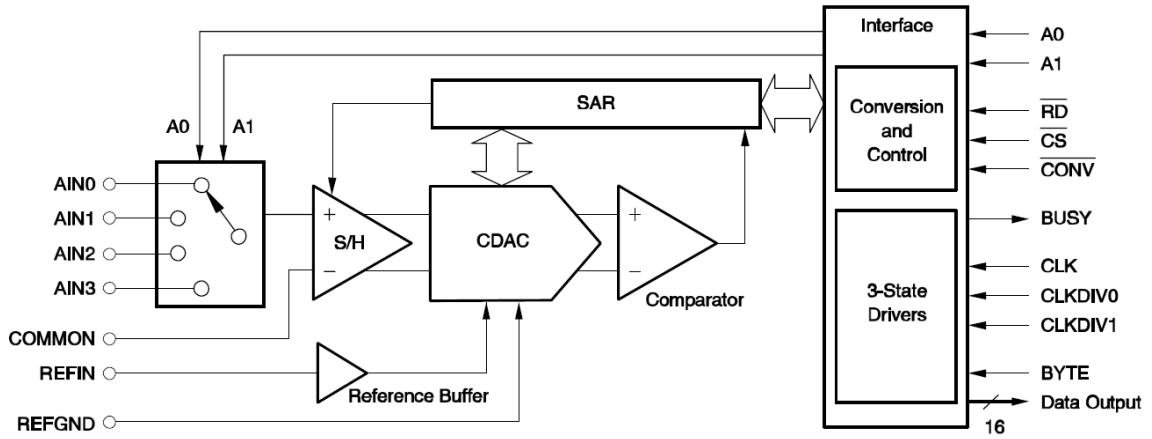 Interface
A0
A1
SAR
Conversion
and
Control
RD
CS
CONV
A0
A1
AIN0
AIN1
AIN2
AIN3
+
S/H
−
CDAC
+
−
Comparator
BUSY
CLK
CLKDIV0
CLKDIV1
3-State
Drivers
COMMON
REFIN
Reference Buffer
REFGND
BYTE
Data Output
16